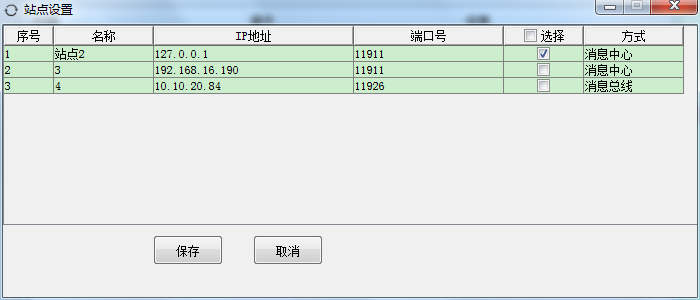 站点设置
序号 名称 IP地址 端口号 选择 方式
1 站点2 127.0.0.1 11911 消息中心
2 3 192.168.16.190 11911 消息中心
3 4 10.10.20.84 11926 消息总线
保存 取消